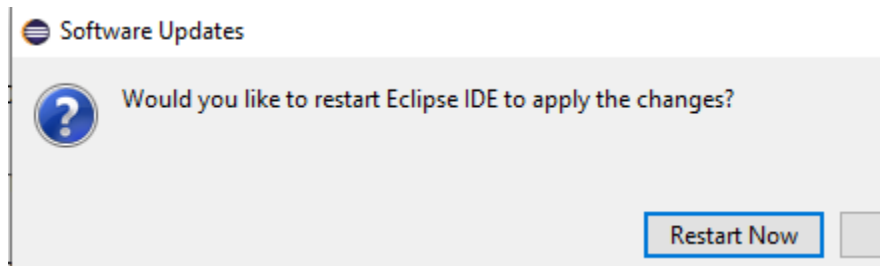 Software Updates
Would you like to restart Eclipse IDE to apply the changes?
Restart Now